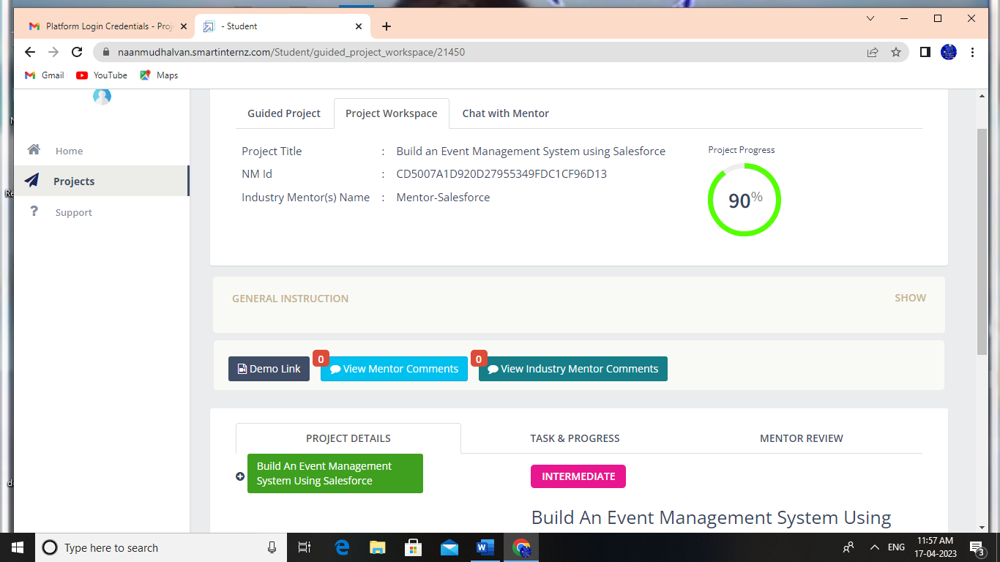 Platform Login Credentials - Proj
- Student
naanmudhalvan.smartinternz.com/Student/guided_project_workspace/21450
Gmail YouTube Maps
Guided Project Project Workspace Chat with Mentor
Home
Projects
Support
Project Title : Build an Event Management System using Salesforce
NM Id : CD5007A1D920D27955349FDC1CF96D13
Industry Mentor(s) Name : Mentor-Salesforce
Project Progress
90%
GENERAL INSTRUCTION SHOW
Demo Link 0 View Mentor Comments 0 View Industry Mentor Comments
PROJECT DETAILS TASK & PROGRESS MENTOR REVIEW
Build An Event Management
System Using Salesforce
INTERMEDIATE
Build An Event Management System Using
Type here to search
ENG
11:57 AM
17-04-2023
3